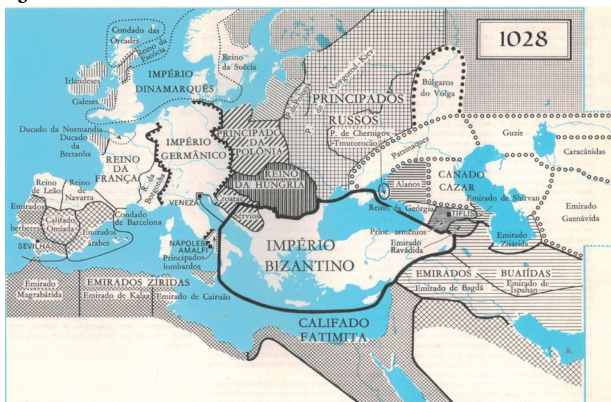 1028
Condado das
Órcades
Reino da
Escócia
Irlandeses
Galeses
IMPÉRIO
DINAMARQUÊS
Reino
da Suécia
P. de Novgorod-Kiev
PRINCIPADOS
RUSSOS
P. de Chernigov
Tmutorocão
Búlgaros
do Volga
Ducado da Normandia
Ducado
da
Bretanha
REINO
DA
FRANÇA
IMPÉRIO
GERMÂNICO
R. da
Borgonha
PRINCIPADO
DA
POLÔNIA
REINO
DA HUNGRIA
Croatas
Sérvios
VENEZA
Patzinaques
Guzis
Caracânidas
Alanos
CANADO
CAZAR
Emirado de Shirvan
Emirado
Gaznávida
Reino da Geórgia
TIFLIS
Princ. armênios
Emirado
Ravádida
Emirado
Ziiárida
Reino
de Leão
Reino de
Navarra
Emirados
berberes
Califado
Omíada
Emirados
árabes
Condado
de Barcelona
SEVILHA
NÁPOLES
AMALFI
Principados
lombardos
IMPÉRIO
BIZANTINO
EMIRADOS
BUAIÍDAS
Emirado de Bagdá
Emirado de
Ispahan
Emirado
Magrabárida
EMIRADOS ZÍRIDAS
Emirado de Kalaa
Emirado de Cairuão
CALIFADO
FATIMITA